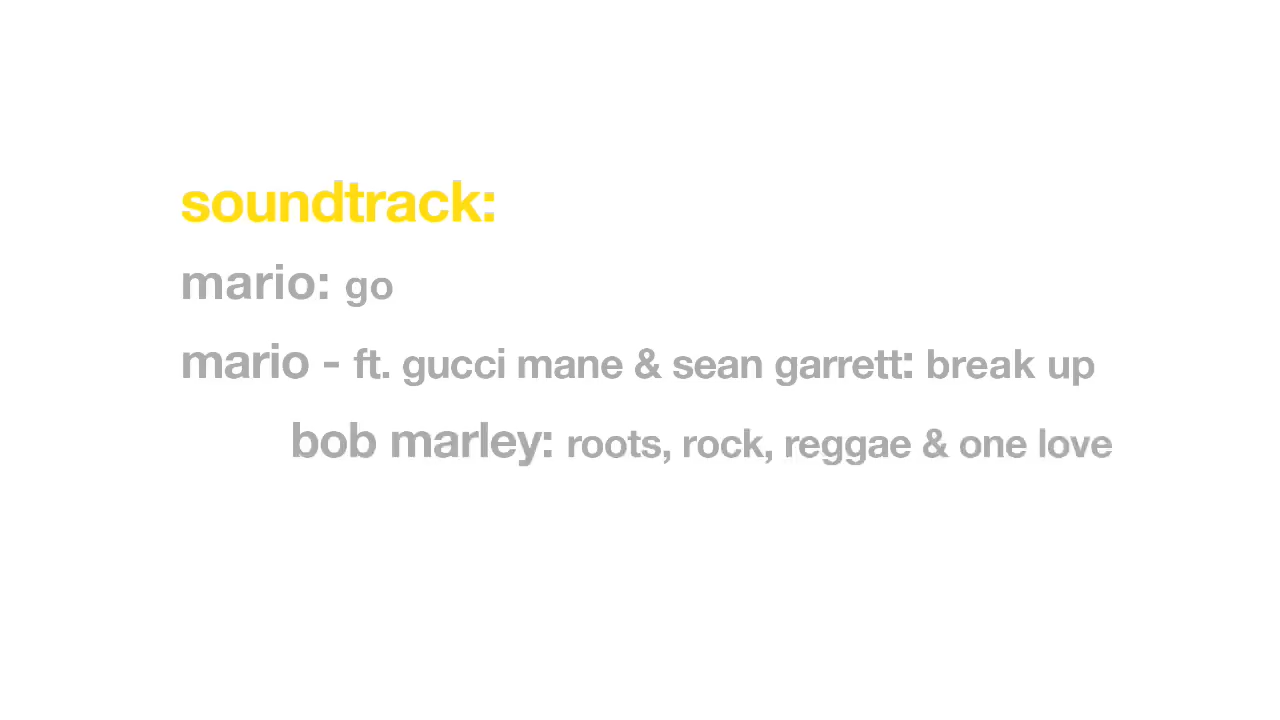 soundtrack:
mario: go
mario - ft. gucci mane & sean garrett: break up
bob marley: roots, rock, reggae & one love